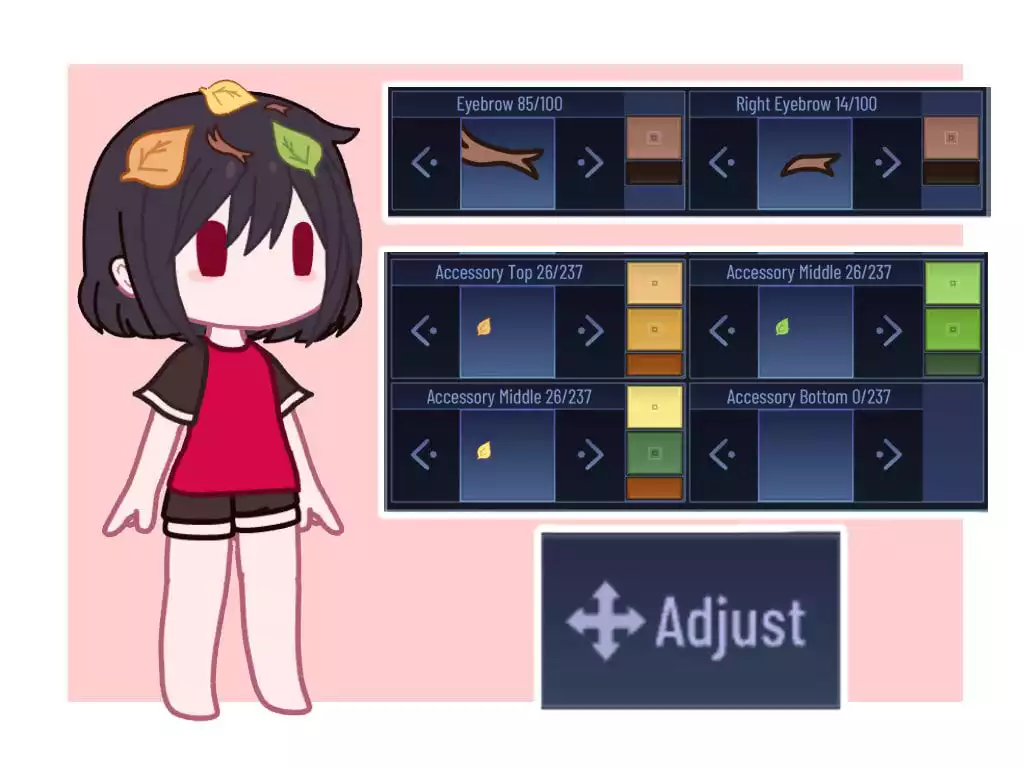 Eyebrow 85/100
Right Eyebrow 14/100
Accessory Top 26/237
Accessory Middle 26/237
Accessory Middle 26/237
Accessory Bottom 0/237
Adjust